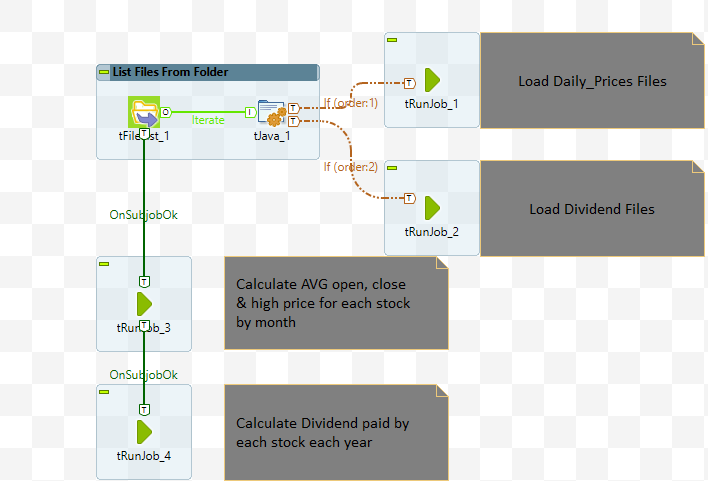 List Files From Folder
tFileList_1
Iterate
tJava_1
If (order:1)
If (order:2)
tRunJob_1
Load Daily_Prices Files
tRunJob_2
Load Dividend Files
OnSubjobOk
tRunJob_3
Calculate AVG open, close
& high price for each stock
by month
OnSubjobOk
tRunJob_4
Calculate Dividend paid by
each stock each year